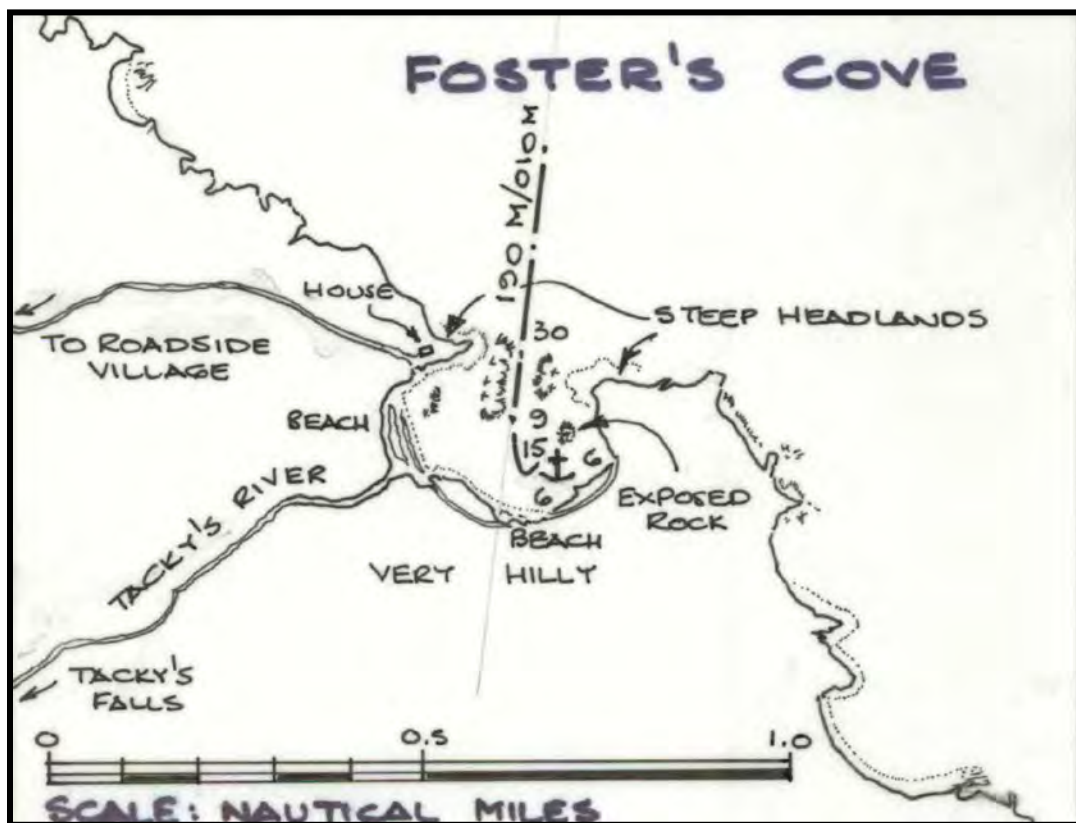 FOSTER'S COVE
190 M/010 M
HOUSE
30
STEEP HEADLANDS
TO ROADSIDE
VILLAGE
BEACH
9
15
6
6
EXPOSED
ROCK
TACKY'S RIVER
BEACH
VERY HILLY
TACKY'S
FALLS
0 0.5 1.0
SCALE: NAUTICAL MILES